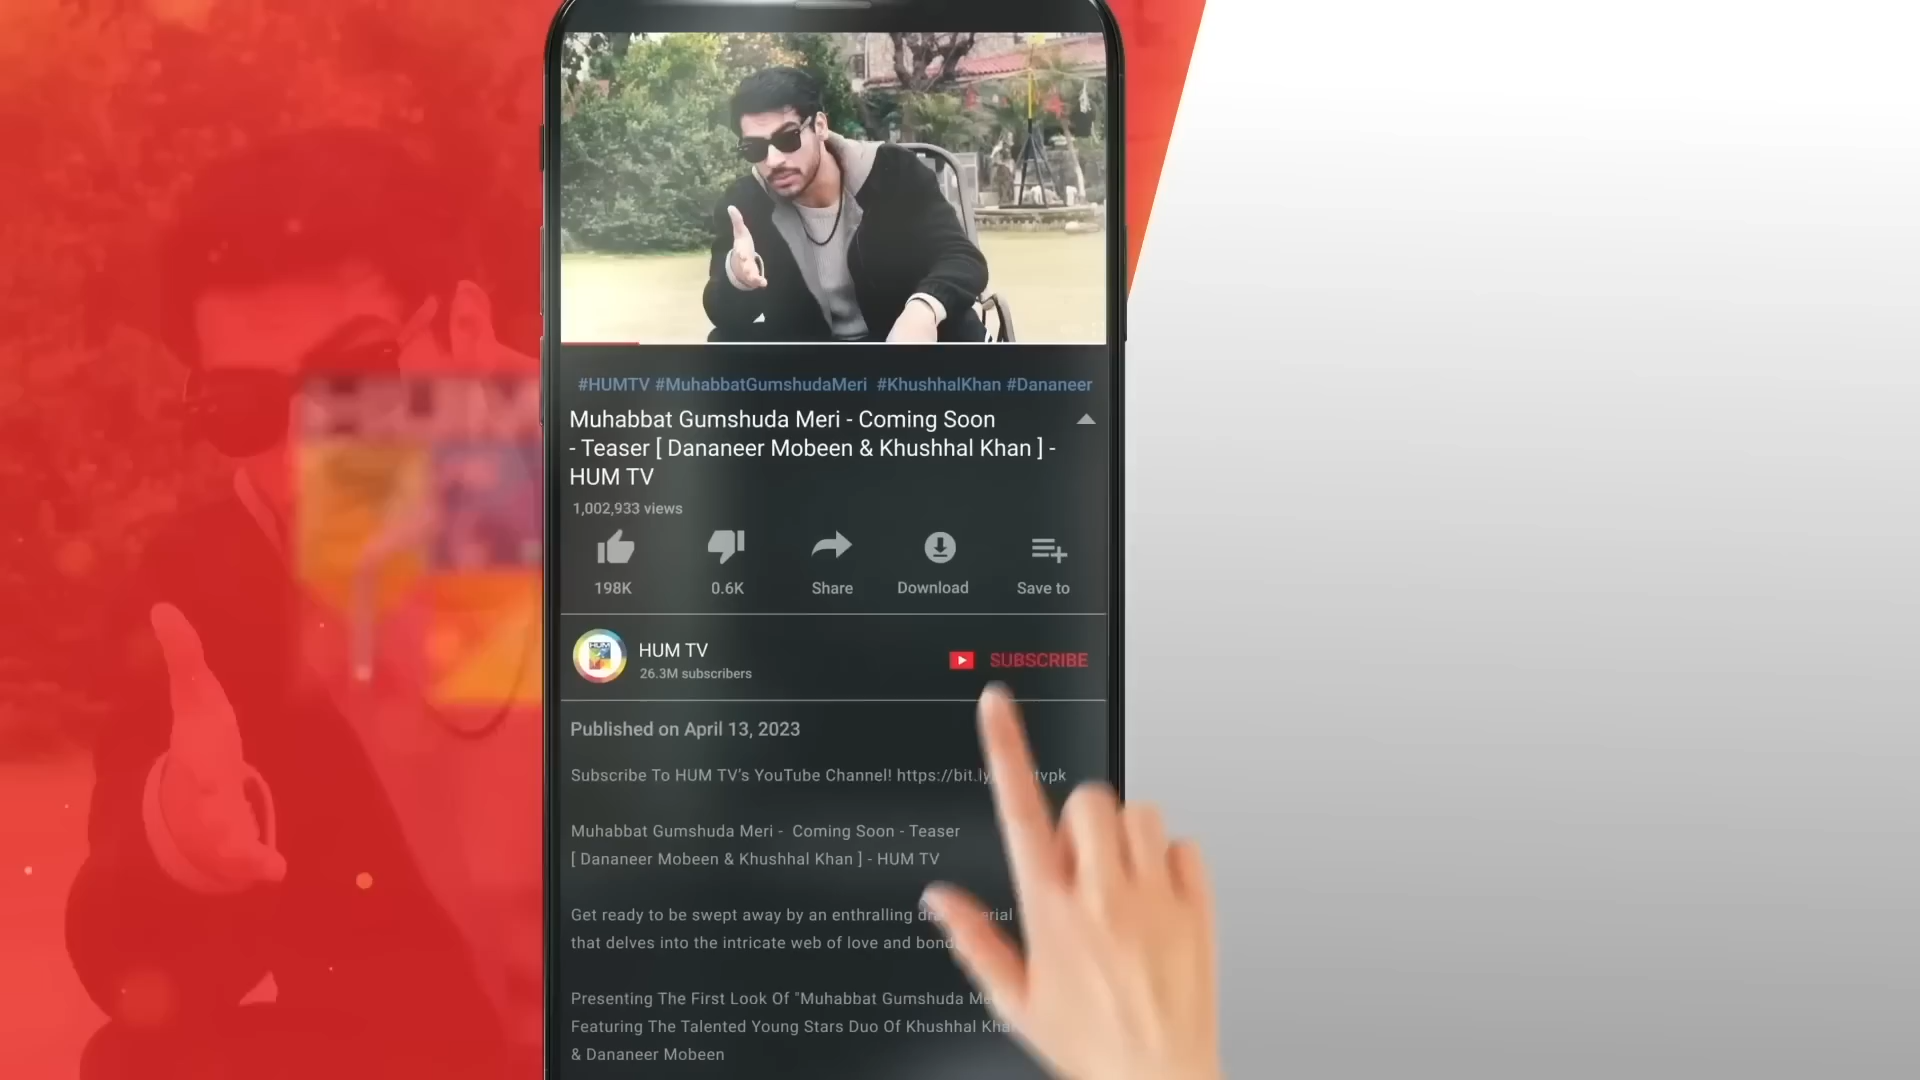 #HUMTV #MuhabbatGumshudaMeri #KhushhalKhan #Dananeer
Muhabbat Gumshuda Meri - Coming Soon
- Teaser [ Dananeer Mobeen & Khushhal Khan ] -
HUM TV
1,002,933 views
198K
0.6K
Share
Download
Save to
HUM
HUM TV
26.3M subscribers
SUBSCRIBE
Published on April 13, 2023
Subscribe To HUM TV's YouTube Channel!
Muhabbat Gumshuda Meri - Coming Soon - Teaser
[ Dananeer Mobeen & Khushhal Khan ] - HUM TV
Get ready to be swept away by an enthralling
that delves into the intricate web of love and
Presenting The First Look Of "Muhabbat Gumshuda
Featuring The Talented Young Stars Duo Of Khushhal
& Dananeer Mobeen
HUM